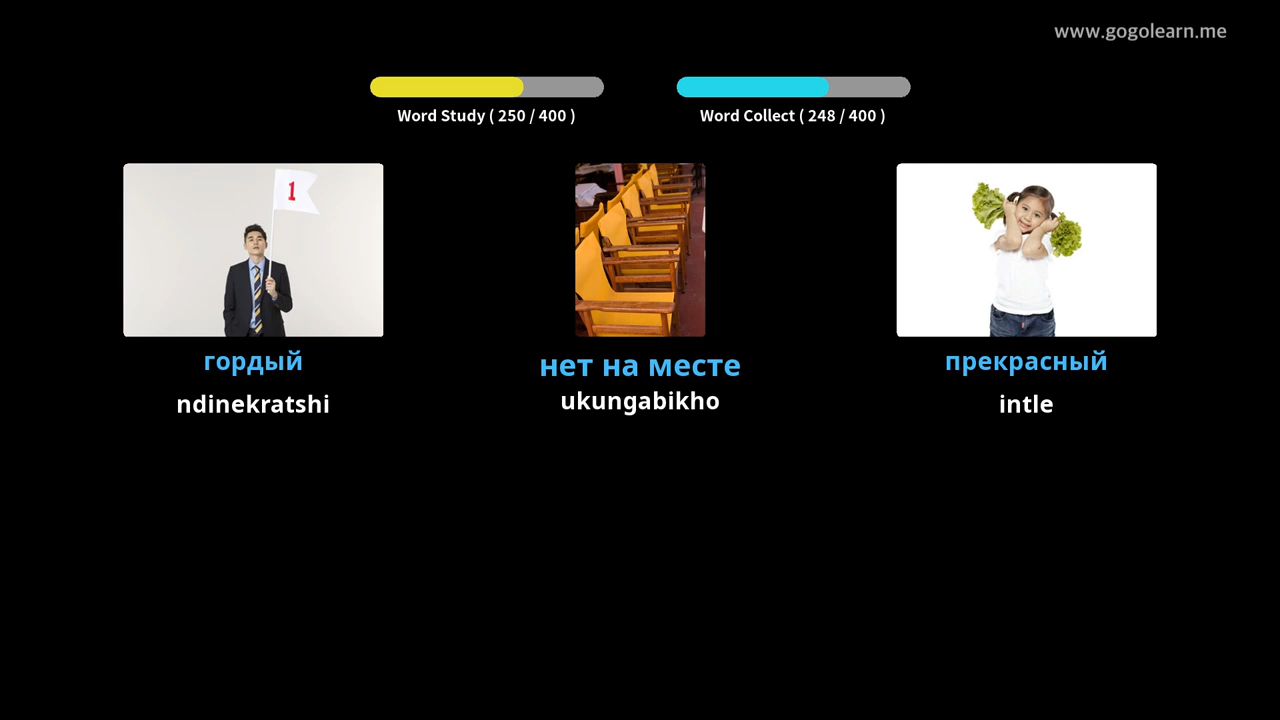 www.gogolearn.me
Word Study ( 250 / 400 )
Word Collect ( 248 / 400 )
1
гордый
ndinekratshi
нет на месте
ukungabikho
прекрасный
intle